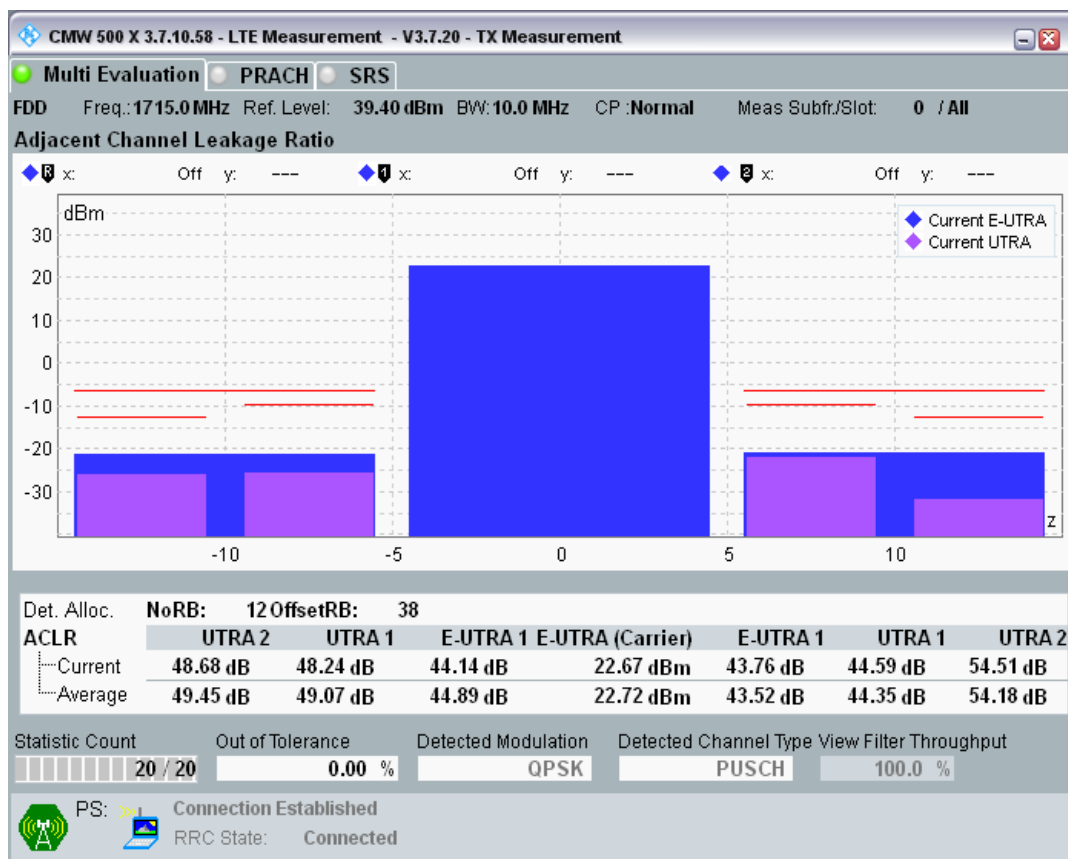 CMW 500 X 3.7.10.58 - LTE Measurement - V3.7.20 - TX Measurement
Multi Evaluation PRACH SRS
FDD Freq.:1715.0 MHz Ref. Level: 39.40 dBm BW: 10.0 MHz CP :Normal Meas Subfr./Slot: 0 / All
Adjacent Channel Leakage Ratio
R x: Off y: --- 1 x: Off y: --- 2 x: Off y: ---
dBm
Current E-UTRA
Current UTRA
30
20
10
0
-10
-20
-30
z
-10 -5 0 5 10
Det. Alloc. NoRB: 12 OffsetRB: 38
ACLR UTRA 2 UTRA 1 E-UTRA 1 E-UTRA (Carrier) E-UTRA 1 UTRA 1 UTRA 2
Current 48.68 dB 48.24 dB 44.14 dB 22.67 dBm 43.76 dB 44.59 dB 54.51 dB
Average 49.45 dB 49.07 dB 44.89 dB 22.72 dBm 43.52 dB 44.35 dB 54.18 dB
Statistic Count Out of Tolerance Detected Modulation Detected Channel Type View Filter Throughput
20 / 20 0.00 % QPSK PUSCH 100.0 %
PS: Connection Established
RRC State: Connected